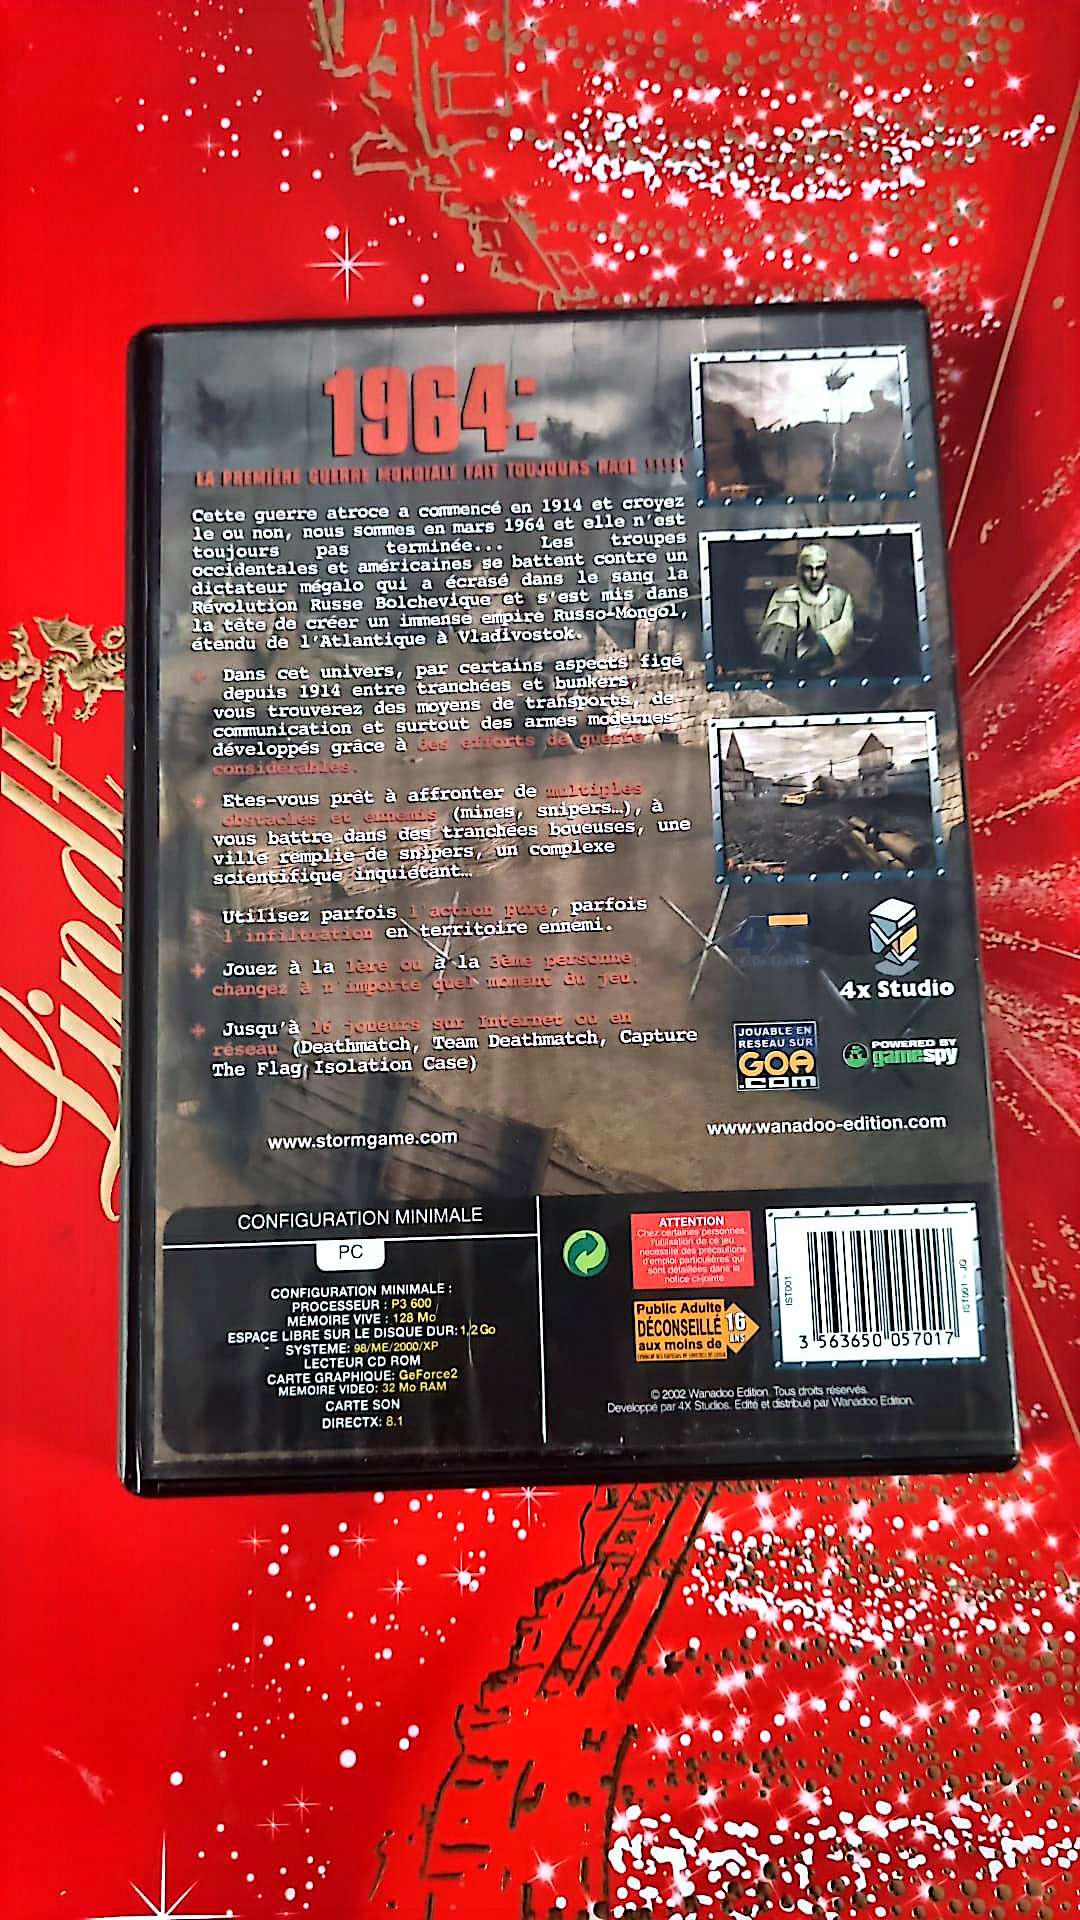 1964:
LA PREMIÈRE GUERRE MONDIALE FAIT TOUJOURS RAGE !!!!!
Cette guerre atroce a commencé en 1914 et croyez
le ou non, nous sommes en mars 1964 et elle n'est
toujours pas terminée... Les troupes
occidentales et américaines se battent contre un
dictateur mégalo qui a écrasé dans le sang la
Révolution Russe Bolchevique et s'est mis dans
la tête de créer un immense empire Russo-Mongol,
étendu de l'Atlantique à Vladivostok.
+ Dans cet univers, par certains aspects figé
depuis 1914 entre tranchées et bunkers,
vous trouverez des moyens de transports, de
communication et surtout des armes modernes
développés grâce à des efforts de guerre
considérables.
+ Etes-vous prêt à affronter de multiples
obstacles et ennemis (mines, snipers…), à
vous battre dans des tranchées boueuses, une
ville remplie de snipers, un complexe
scientifique inquiétant…
+ Utilisez parfois l'action pure, parfois
l'infiltration en territoire ennemi.
+ Jouez à la 1ère ou à la 3ème personne,
changez à n'importe quel moment du jeu.
+ Jusqu'à 16 joueurs sur Internet ou en
réseau (Deathmatch, Team Deathmatch, Capture
The Flag, Isolation Case)
4X
4x Studio
JOUABLE EN
RESEAU SUR
GOA
.COM
POWERED BY
gamespy
www.stormgame.com
www.wanadoo-edition.com
CONFIGURATION MINIMALE
PC
CONFIGURATION MINIMALE :
PROCESSEUR : P3 600
MÉMOIRE VIVE : 128 Mo
ESPACE LIBRE SUR LE DISQUE DUR: 1,2 Go
SYSTEME: 98/ME/2000/XP
LECTEUR CD ROM
CARTE GRAPHIQUE: GeForce2
MEMOIRE VIDEO: 32 Mo RAM
CARTE SON
DIRECTX: 8.1
ATTENTION
Chez certaines personnes,
l'utilisation de ce jeu
nécessite des précautions
d'emploi particulières qui
sont détaillées dans la
notice ci-jointe
Public Adulte
DÉCONSEILLÉ
aux moins de
16
ANS
IST001
IST001 - JG
3 563650 057017
© 2002 Wanadoo Edition. Tous droits réservés.
Developpé par 4X Studios. Edité et distribué par Wanadoo Edition.
Lindt